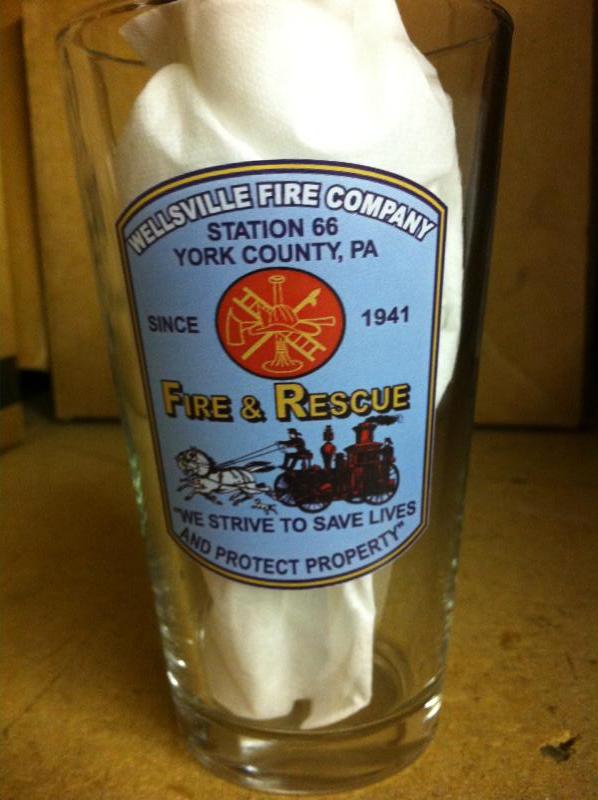 WELLSVILLE FIRE COMPANY
STATION 66
YORK COUNTY, PA
SINCE 1941
FIRE & RESCUE
"WE STRIVE TO SAVE LIVES
AND PROTECT PROPERTY"